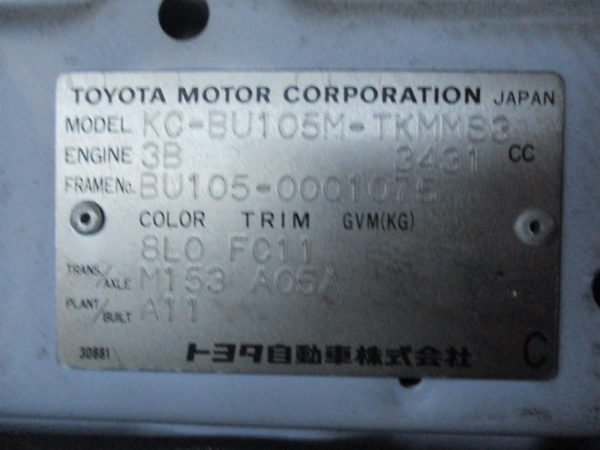 TOYOTA MOTOR CORPORATION JAPAN
MODEL KC-BU105M-TKMMS3
ENGINE 3B 3431 CC
FRAME No. BU105-0001075
COLOR TRIM GVM(KG)
8L0 FC11
TRANS/AXLE M153 A05A
PLANT/BUILT A11
30881 トヨタ自動車株式会社 C